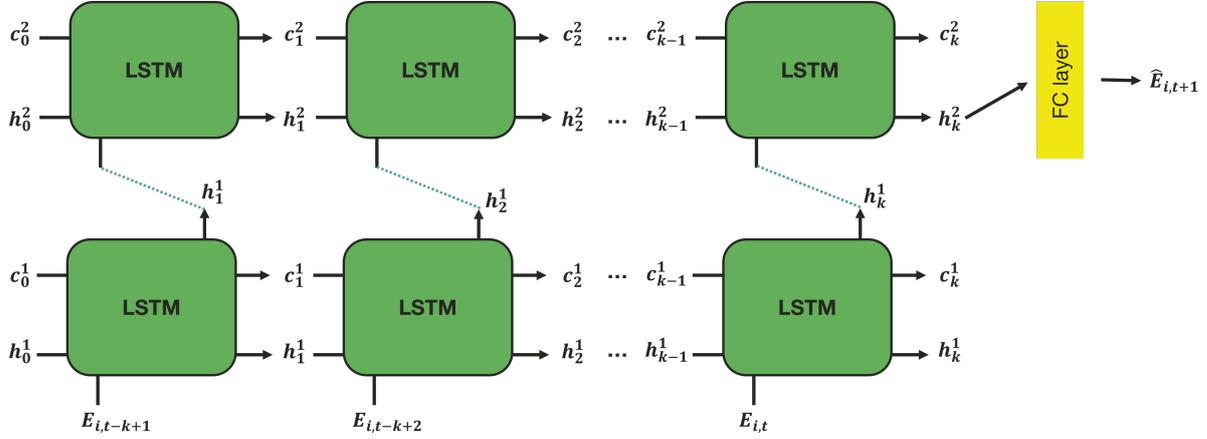 c_0^2 LSTM c_1^2 LSTM c_2^2 ... c_{k-1}^2 LSTM c_k^2 FC layer \hat{E}_{i,t+1}
h_0^2 h_1^2 h_2^2 ... h_{k-1}^2 h_k^2
h_1^1 h_2^1 h_k^1
c_0^1 c_1^1 c_2^1 ... c_{k-1}^1 c_k^1
LSTM LSTM LSTM
h_0^1 h_1^1 h_2^1 ... h_{k-1}^1 h_k^1
E_{i,t-k+1} E_{i,t-k+2} E_{i,t}